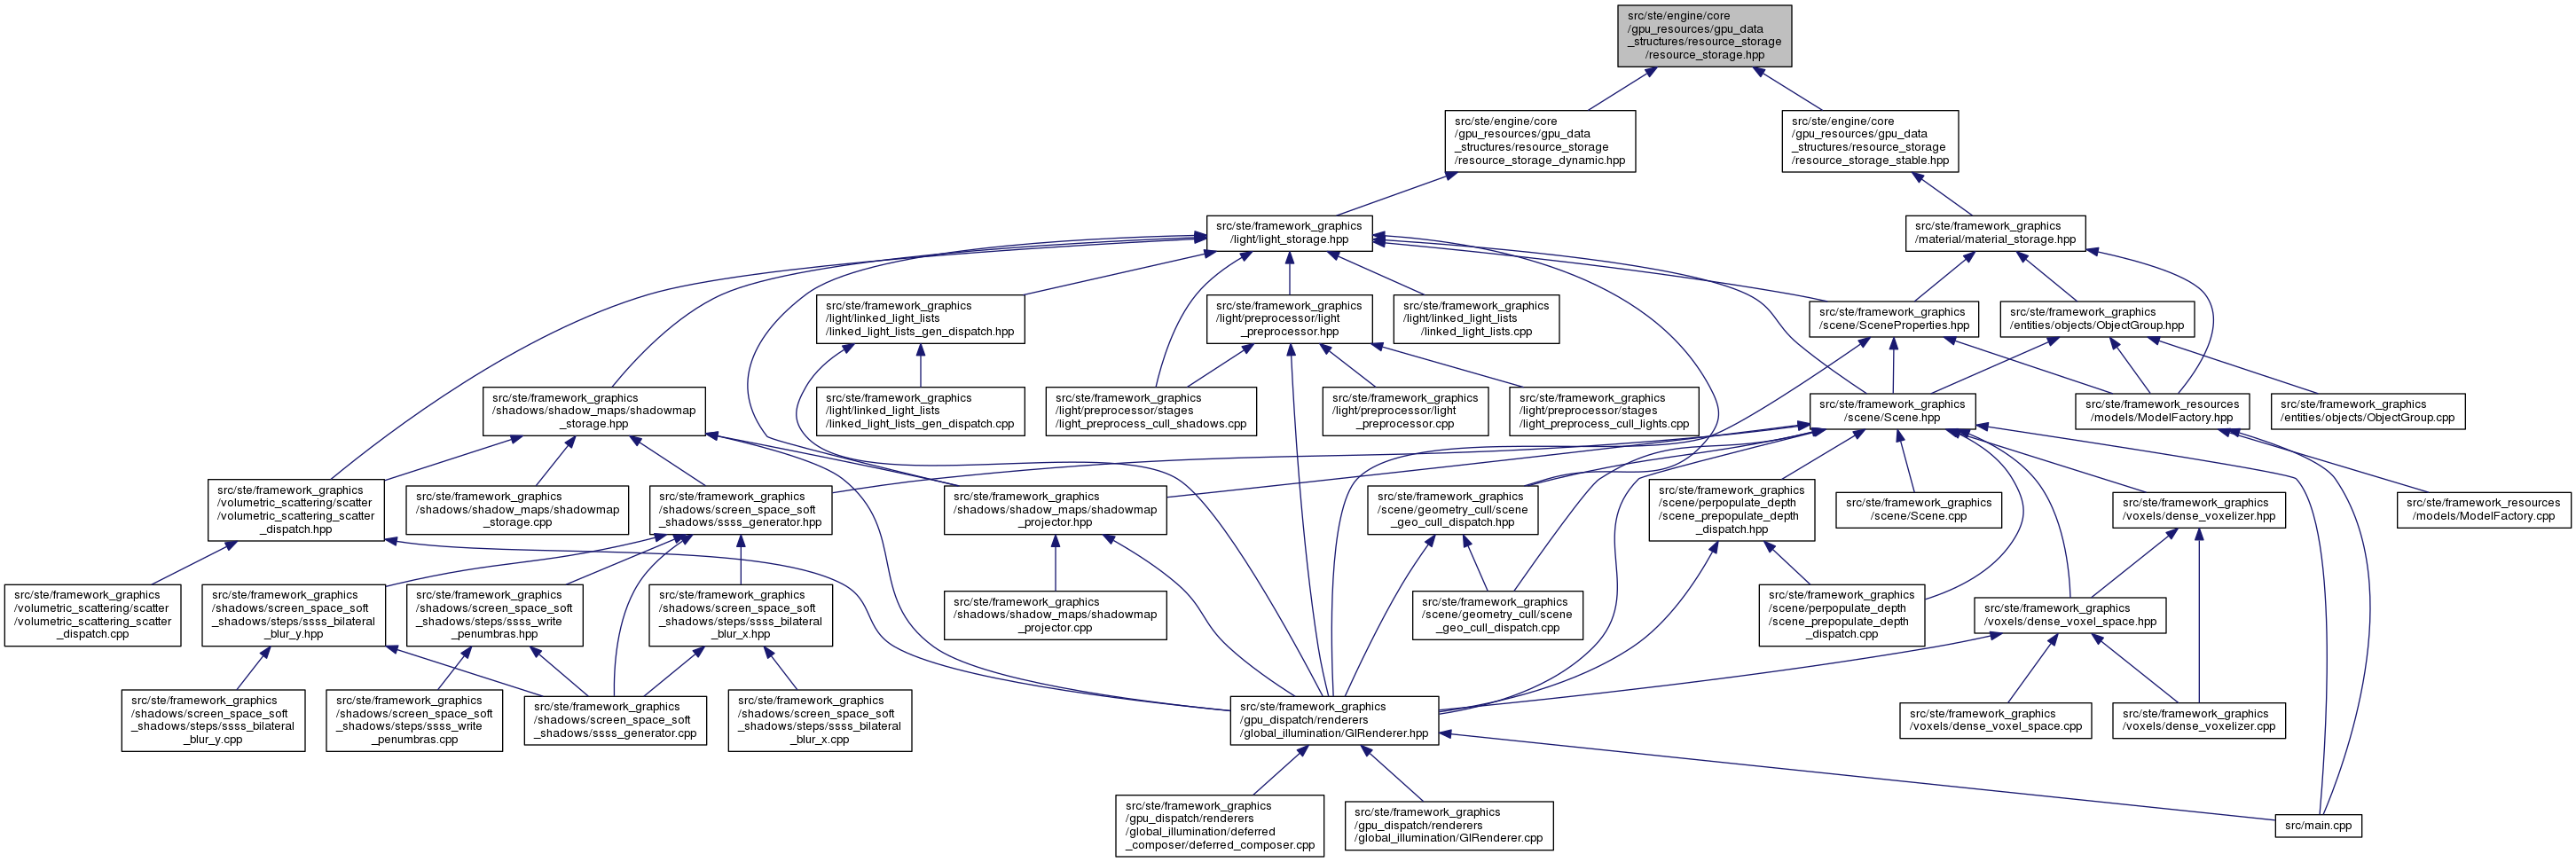 src/ste/engine/core
/gpu_resources/gpu_data
_structures/resource_storage
/resource_storage.hpp
src/ste/engine/core
/gpu_resources/gpu_data
_structures/resource_storage
/resource_storage_dynamic.hpp
src/ste/engine/core
/gpu_resources/gpu_data
_structures/resource_storage
/resource_storage_stable.hpp
src/ste/framework_graphics
/light/light_storage.hpp
src/ste/framework_graphics
/material/material_storage.hpp
src/ste/framework_graphics
/light/linked_light_lists
/linked_light_lists_gen_dispatch.hpp
src/ste/framework_graphics
/light/preprocessor/light
_preprocessor.hpp
src/ste/framework_graphics
/light/linked_light_lists
/linked_light_lists.cpp
src/ste/framework_graphics
/scene/SceneProperties.hpp
src/ste/framework_graphics
/entities/objects/ObjectGroup.hpp
src/ste/framework_graphics
/shadows/shadow_maps/shadowmap
_storage.hpp
src/ste/framework_graphics
/light/linked_light_lists
/linked_light_lists_gen_dispatch.cpp
src/ste/framework_graphics
/light/preprocessor/stages
/light_preprocess_cull_shadows.cpp
src/ste/framework_graphics
/light/preprocessor/light
_preprocessor.cpp
src/ste/framework_graphics
/light/preprocessor/stages
/light_preprocess_cull_lights.cpp
src/ste/framework_graphics
/scene/Scene.hpp
src/ste/framework_resources
/models/ModelFactory.hpp
src/ste/framework_graphics
/entities/objects/ObjectGroup.cpp
src/ste/framework_graphics
/volumetric_scattering/scatter
/volumetric_scattering_scatter
_dispatch.hpp
src/ste/framework_graphics
/shadows/shadow_maps/shadowmap
_storage.cpp
src/ste/framework_graphics
/shadows/screen_space_soft
_shadows/ssss_generator.hpp
src/ste/framework_graphics
/shadows/shadow_maps/shadowmap
_projector.hpp
src/ste/framework_graphics
/scene/geometry_cull/scene
_geo_cull_dispatch.hpp
src/ste/framework_graphics
/scene/perpopulate_depth
/scene_prepopulate_depth
_dispatch.hpp
src/ste/framework_graphics
/scene/Scene.cpp
src/ste/framework_graphics
/voxels/dense_voxelizer.hpp
src/ste/framework_resources
/models/ModelFactory.cpp
src/ste/framework_graphics
/volumetric_scattering/scatter
/volumetric_scattering_scatter
_dispatch.cpp
src/ste/framework_graphics
/shadows/screen_space_soft
_shadows/steps/ssss_bilateral
_blur_y.hpp
src/ste/framework_graphics
/shadows/screen_space_soft
_shadows/steps/ssss_write
_penumbras.hpp
src/ste/framework_graphics
/shadows/screen_space_soft
_shadows/steps/ssss_bilateral
_blur_x.hpp
src/ste/framework_graphics
/shadows/shadow_maps/shadowmap
_projector.cpp
src/ste/framework_graphics
/scene/geometry_cull/scene
_geo_cull_dispatch.cpp
src/ste/framework_graphics
/scene/perpopulate_depth
/scene_prepopulate_depth
_dispatch.cpp
src/ste/framework_graphics
/voxels/dense_voxel_space.hpp
src/ste/framework_graphics
/shadows/screen_space_soft
_shadows/steps/ssss_bilateral
_blur_y.cpp
src/ste/framework_graphics
/shadows/screen_space_soft
_shadows/steps/ssss_write
_penumbras.cpp
src/ste/framework_graphics
/shadows/screen_space_soft
_shadows/ssss_generator.cpp
src/ste/framework_graphics
/shadows/screen_space_soft
_shadows/steps/ssss_bilateral
_blur_x.cpp
src/ste/framework_graphics
/gpu_dispatch/renderers
/global_illumination/GIRenderer.hpp
src/ste/framework_graphics
/voxels/dense_voxel_space.cpp
src/ste/framework_graphics
/voxels/dense_voxelizer.cpp
src/ste/framework_graphics
/gpu_dispatch/renderers
/global_illumination/deferred
_composer/deferred_composer.cpp
src/ste/framework_graphics
/gpu_dispatch/renderers
/global_illumination/GIRenderer.cpp
src/main.cpp